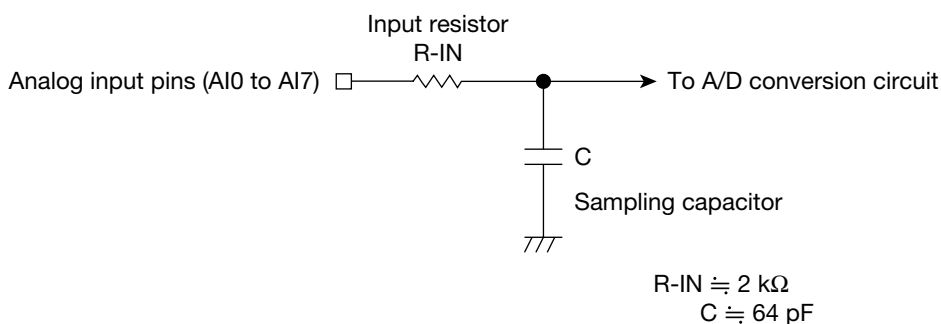 Input resistor
R-IN
Analog input pins (AI0 to AI7)
To A/D conversion circuit
C
Sampling capacitor
R-IN ≒ 2 kΩ
C ≒ 64 pF